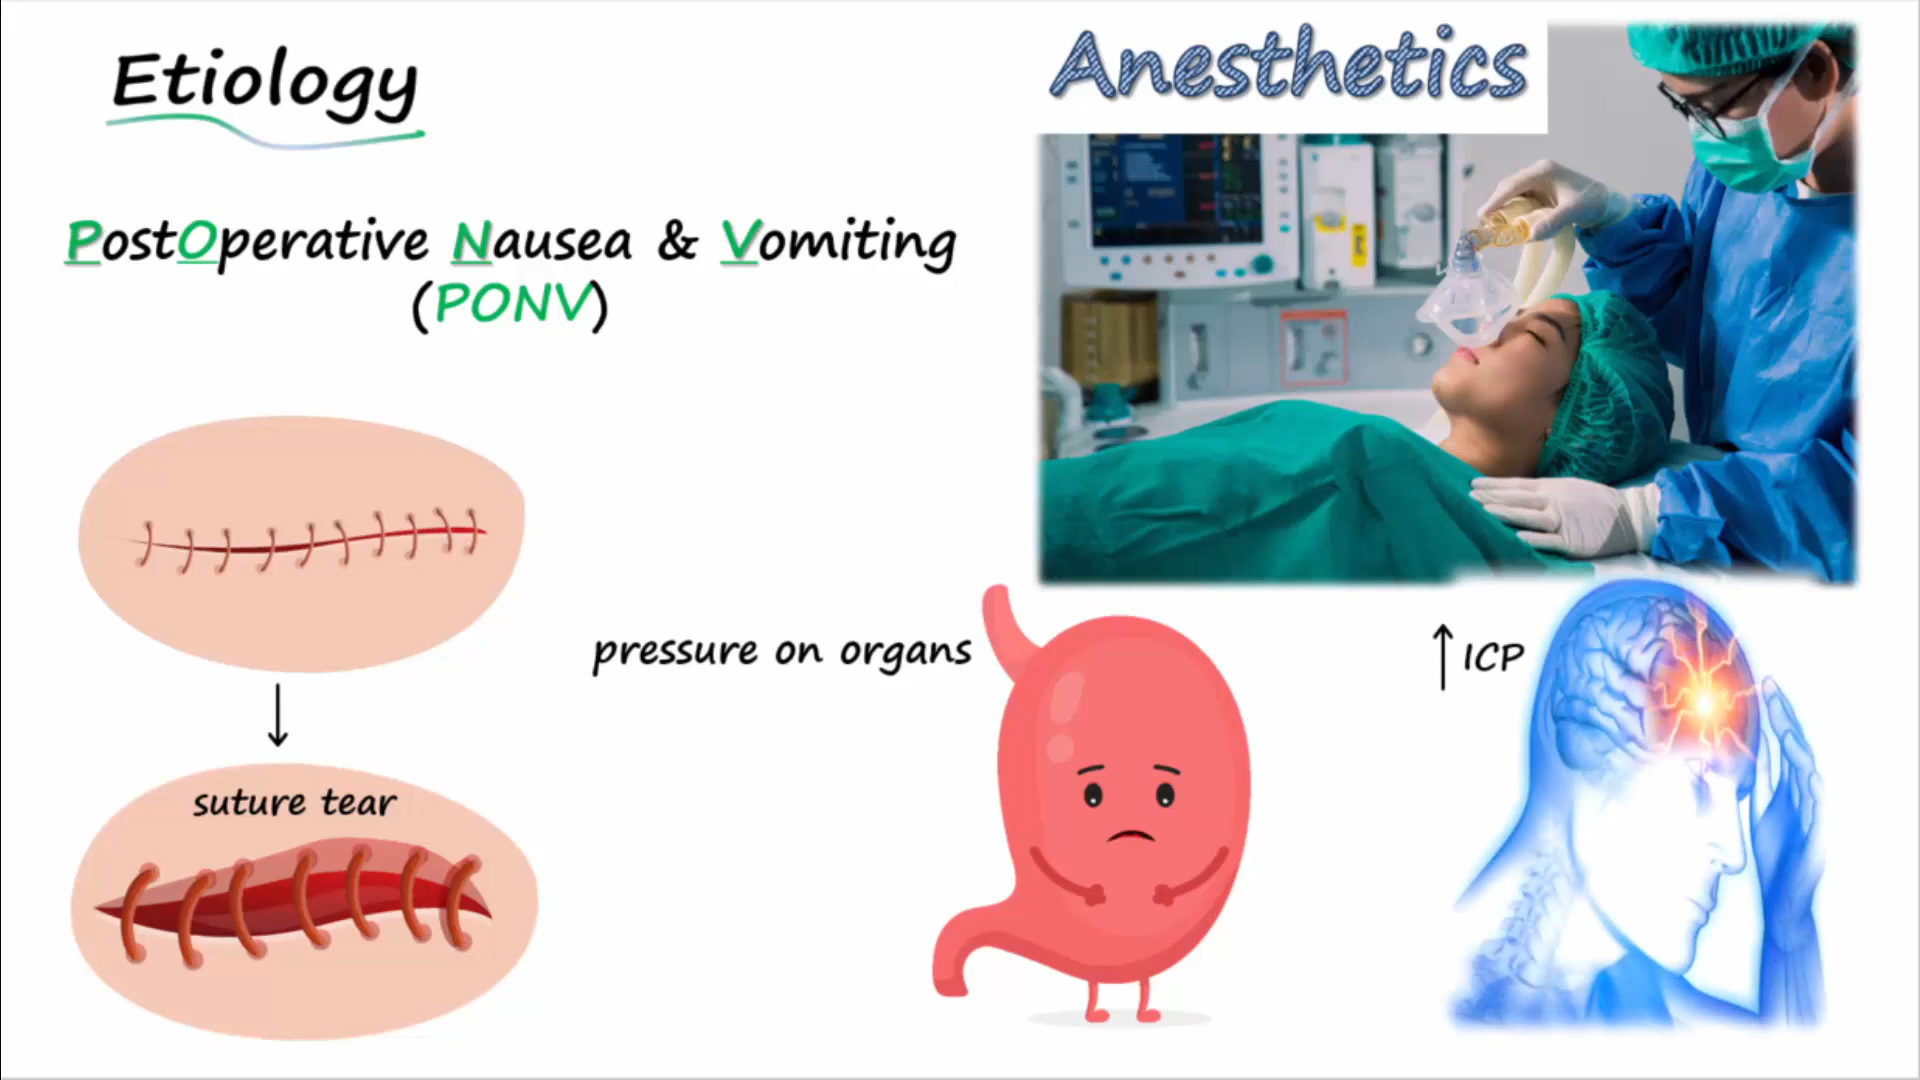 Etiology
Anesthetics
PostOperative Nausea & Vomiting
(PONV)
pressure on organs
↑ ICP
suture tear